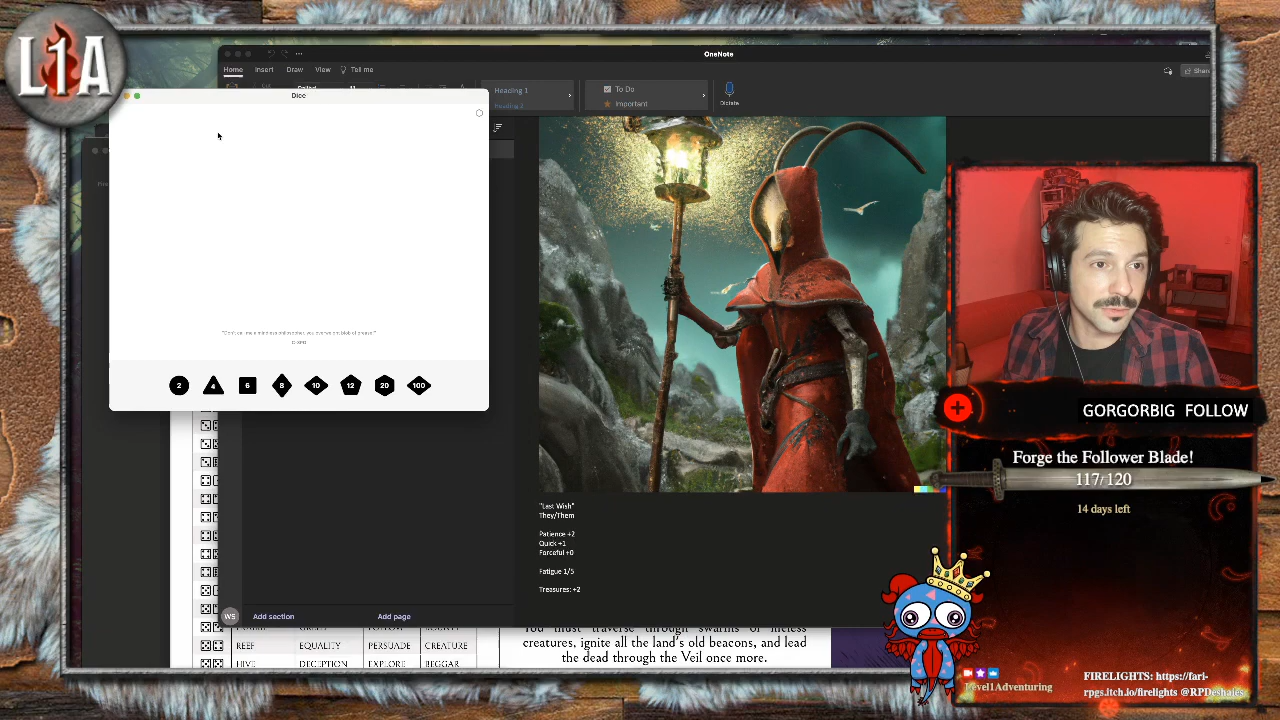 L1A
OneNote
Home
Insert
Draw
View
Tell me
Share
Heading 1
Heading 2
To Do
Important
Dictate
Dice
2
4
6
8
10
12
20
100
"Last Wish"
They/Them
Patience +2
Quick +1
Forceful +0
Fatigue 1/5
Treasures: +2
WS
Add section
Add page
REEF
EQUALITY
PERSUADE
CREATURE
HIVE
DECEPTION
EXPLORE
BEGGAR
creatures, ignite all the land's old beacons, and lead
the dead through the Veil once more.
GORGORBIG FOLLOW
Forge the Follower Blade!
117/120
14 days left
Level1Adventuring
FIRELIGHTS: https://fari-
rpgs.itch.io/firelights @RPDeshaies